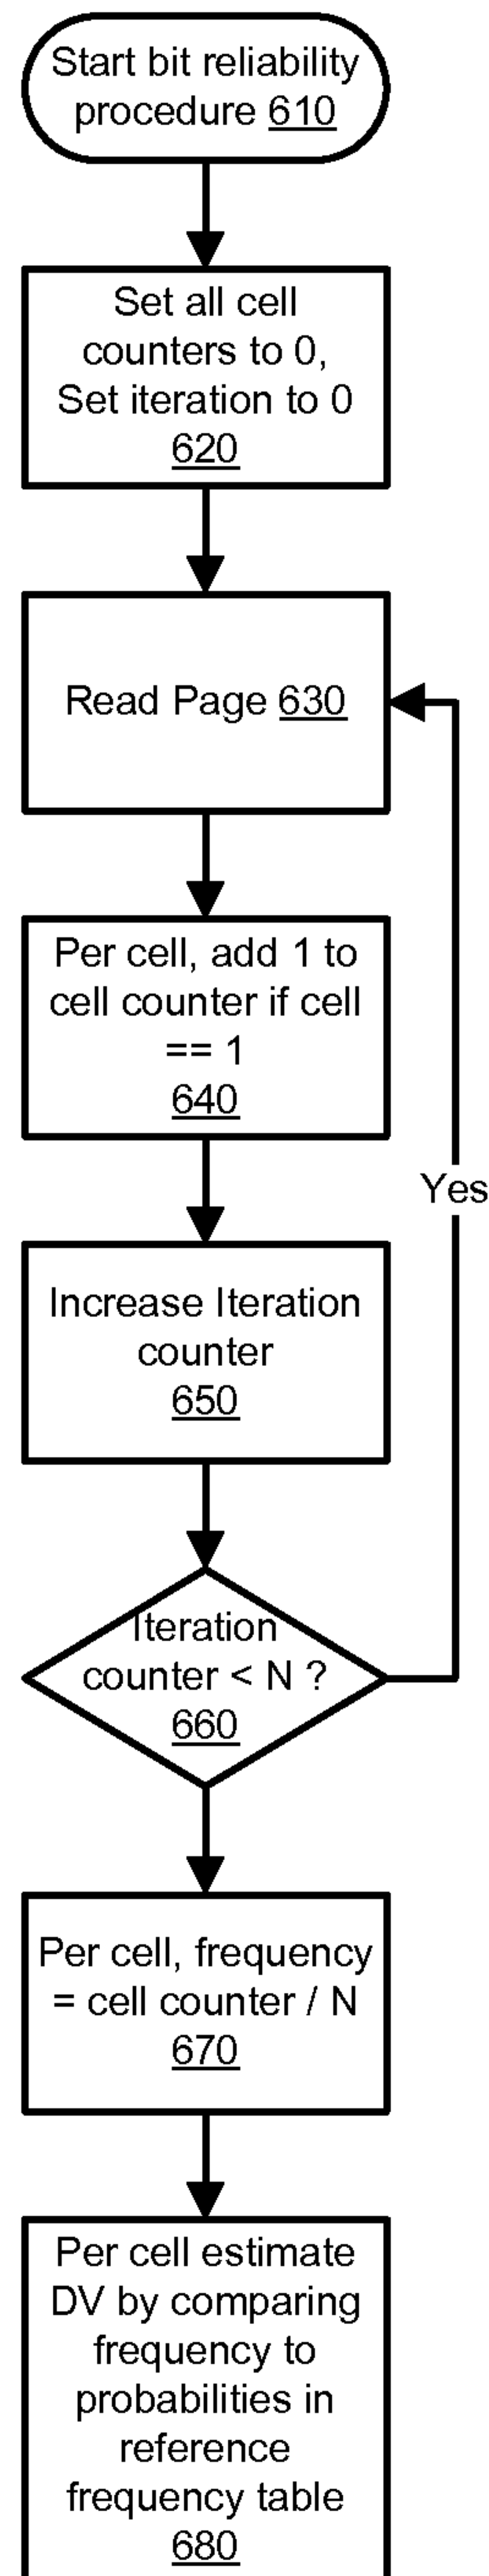 Start bit reliability
procedure 610
Set all cell
counters to 0,
Set iteration to 0
620
Read Page 630
Per cell, add 1 to
cell counter if cell
== 1
640
Yes
Increase Iteration
counter
650
Iteration
counter < N ?
660
Per cell, frequency
= cell counter / N
670
Per cell estimate
DV by comparing
frequency to
probabilities in
reference
frequency table
680